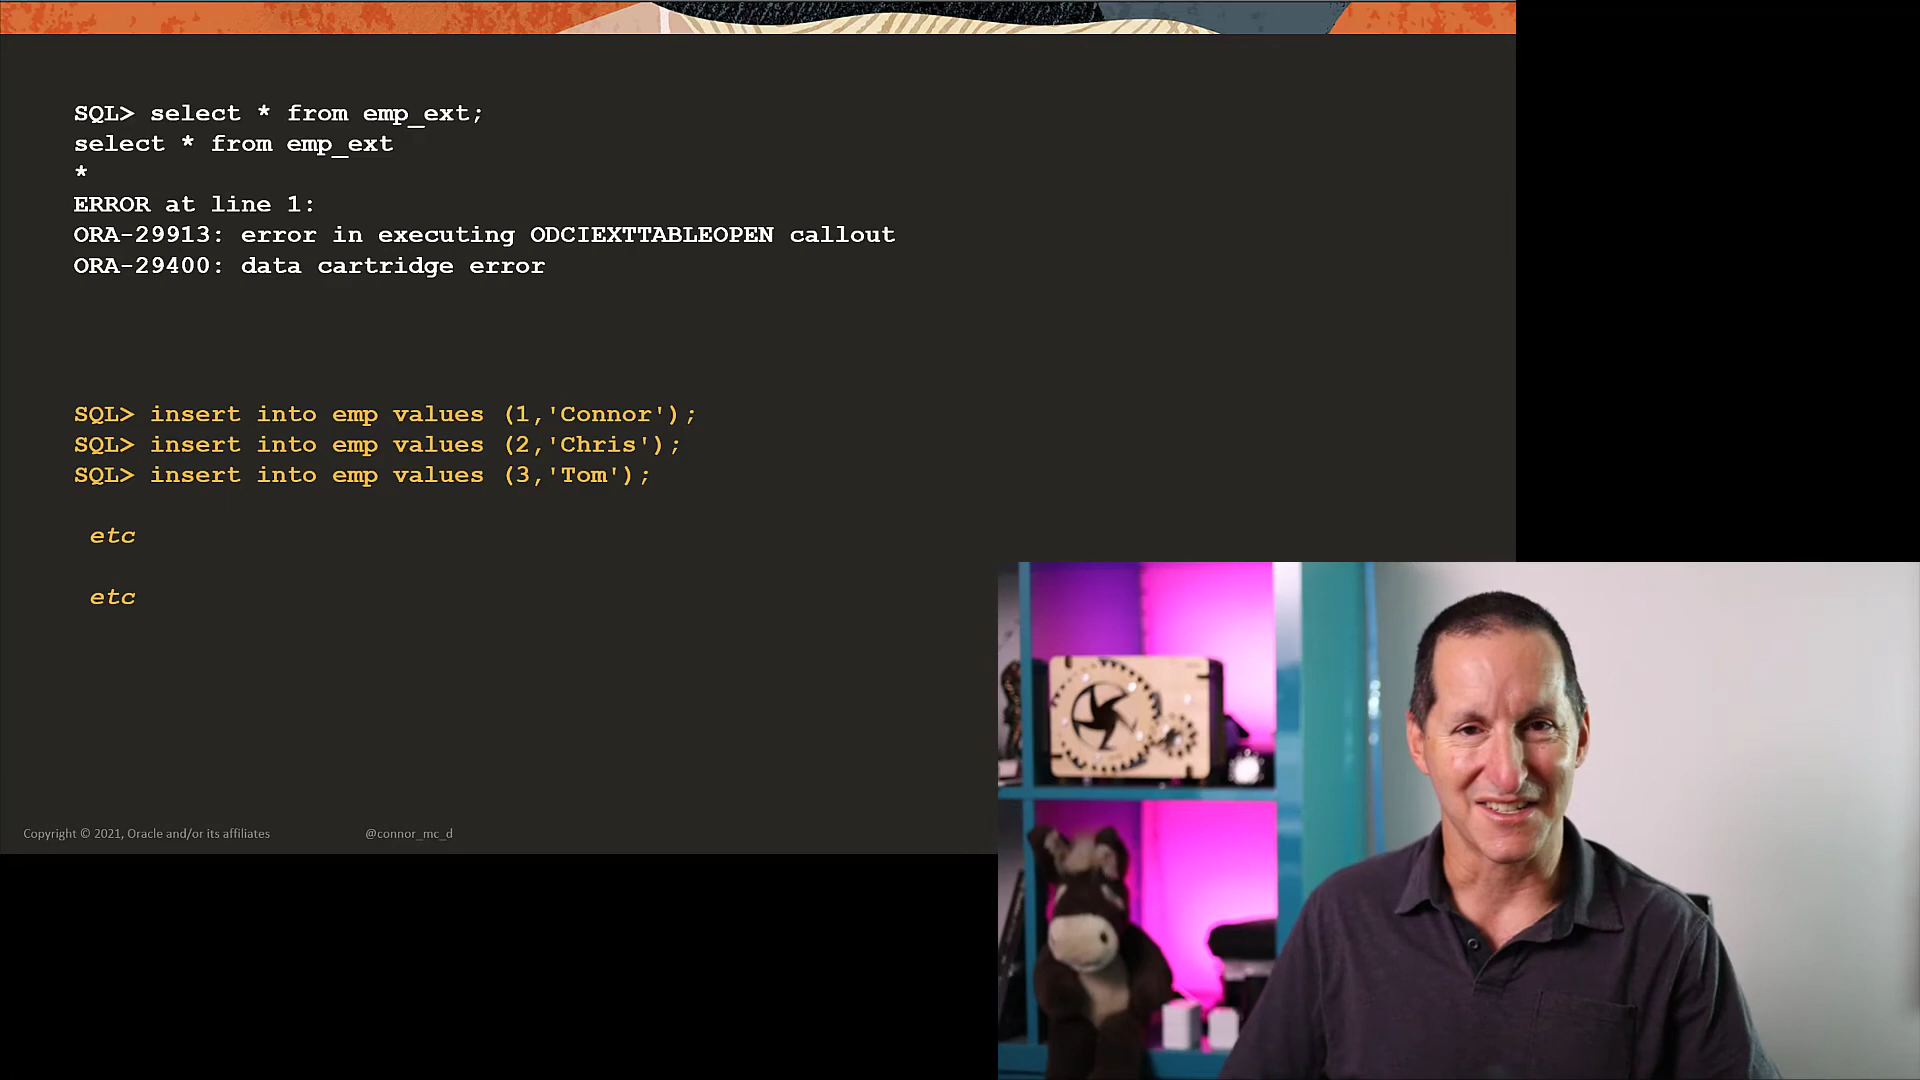 SQL> select * from emp_ext;
select * from emp_ext
*
ERROR at line 1:
ORA-29913: error in executing ODCIEXTTABLEOPEN callout
ORA-29400: data cartridge error
SQL> insert into emp values (1,'Connor');
SQL> insert into emp values (2,'Chris');
SQL> insert into emp values (3,'Tom');
etc
etc
Copyright © 2021, Oracle and/or its affiliates
@connor_mc_d